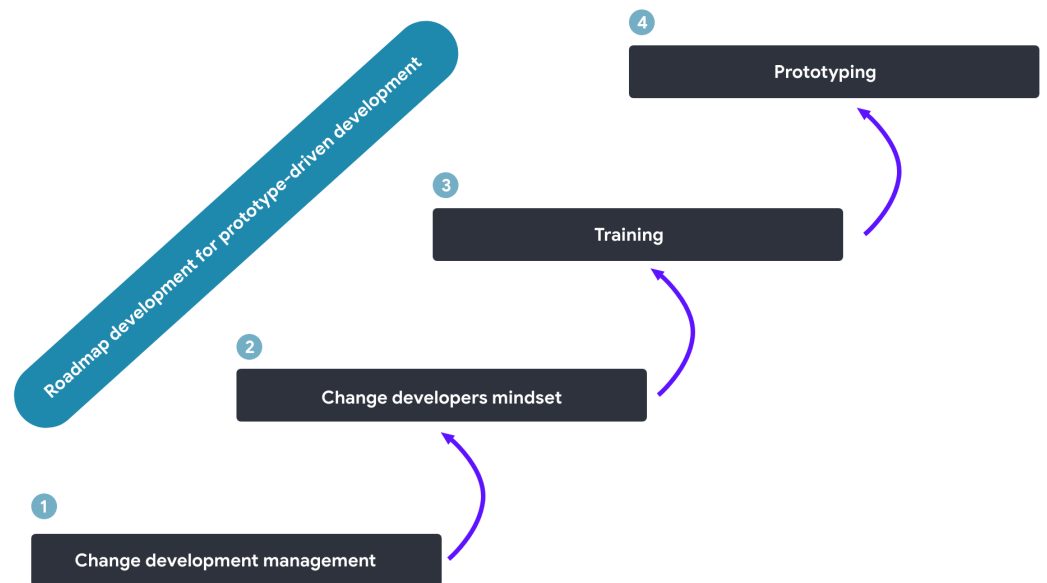 4
Prototyping
Roadmap development for prototype-driven development
3
Training
2
Change developers mindset
1
Change development management